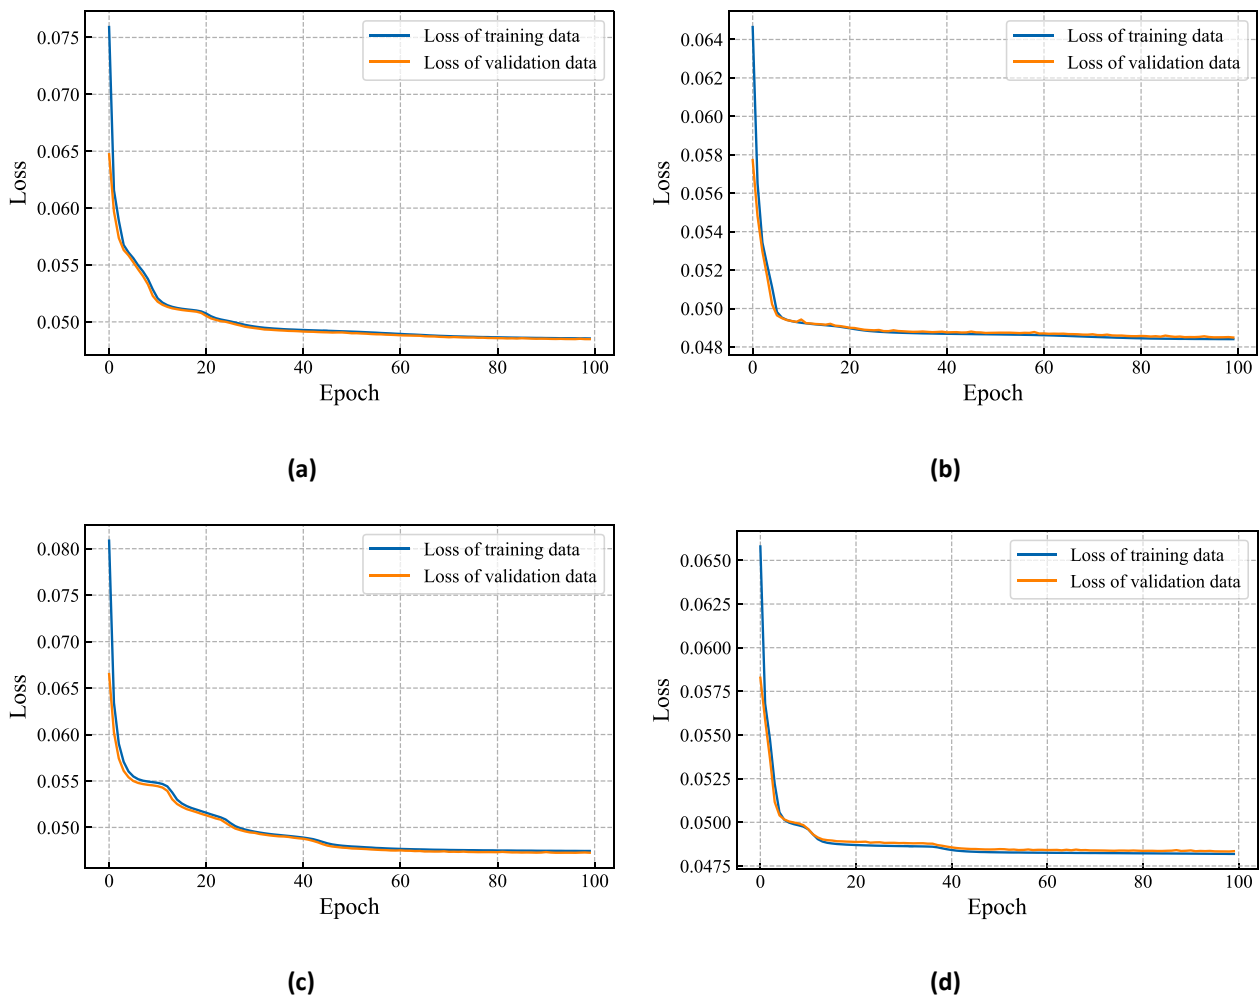 0.075
0.070
0.065
0.060
0.055
0.050
Loss
0 20 40 60 80 100
Epoch
Loss of training data
Loss of validation data
(a)
0.064
0.062
0.060
0.058
0.056
0.054
0.052
0.050
0.048
Loss
0 20 40 60 80 100
Epoch
Loss of training data
Loss of validation data
(b)
0.080
0.075
0.070
0.065
0.060
0.055
0.050
Loss
0 20 40 60 80 100
Epoch
Loss of training data
Loss of validation data
(c)
0.0650
0.0625
0.0600
0.0575
0.0550
0.0525
0.0500
0.0475
Loss
0 20 40 60 80 100
Epoch
Loss of training data
Loss of validation data
(d)